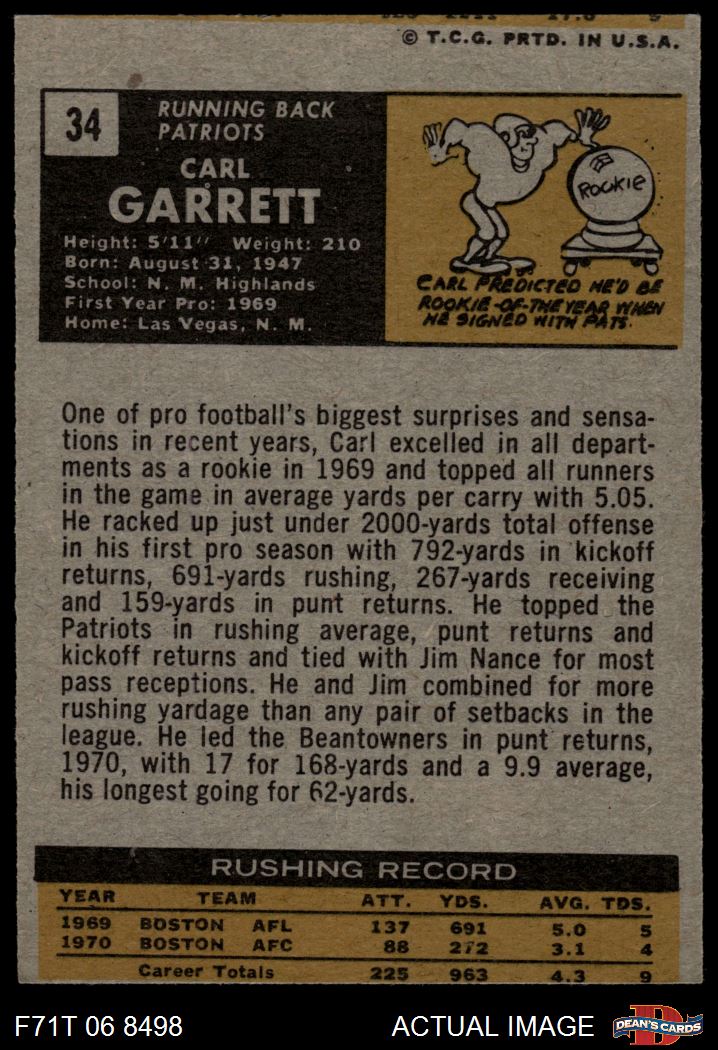 © T.C.G. PRTD. IN U.S.A.
34
RUNNING BACK
PATRIOTS
CARL
GARRETT
Height: 5'11" Weight: 210
Born: August 31, 1947
School: N. M. Highlands
First Year Pro: 1969
Home: Las Vegas, N. M.
ROOKIE
CARL PREDICTED HE'D BE
ROOKIE-OF-THE YEAR WHEN
HE SIGNED WITH PATS.
One of pro football's biggest surprises and sensa-
tions in recent years, Carl excelled in all depart-
ments as a rookie in 1969 and topped all runners
in the game in average yards per carry with 5.05.
He racked up just under 2000-yards total offense
in his first pro season with 792-yards in kickoff
returns, 691-yards rushing, 267-yards receiving
and 159-yards in punt returns. He topped the
Patriots in rushing average, punt returns and
kickoff returns and tied with Jim Nance for most
pass receptions. He and Jim combined for more
rushing yardage than any pair of setbacks in the
league. He led the Beantowners in punt returns,
1970, with 17 for 168-yards and a 9.9 average,
his longest going for 62-yards.
RUSHING RECORD
YEAR TEAM ATT. YDS. AVG. TDS.
1969 BOSTON AFL 137 691 5.0 5
1970 BOSTON AFC 88 272 3.1 4
Career Totals 225 963 4.3 9
F71T 06 8498 ACTUAL IMAGE DEAN'S CARDS